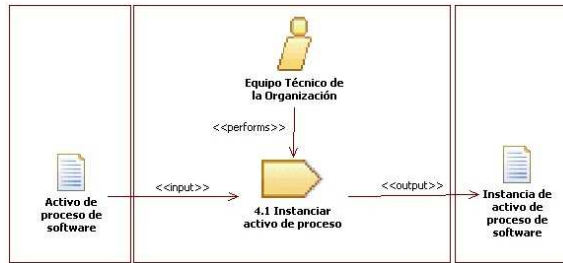 Equipo Técnico de
la Organización
<<performs>>
<<input>>
<<output>>
Activo de
proceso de
software
4.1 Instanciar
activo de proceso
Instancia de
activo de
proceso de
software